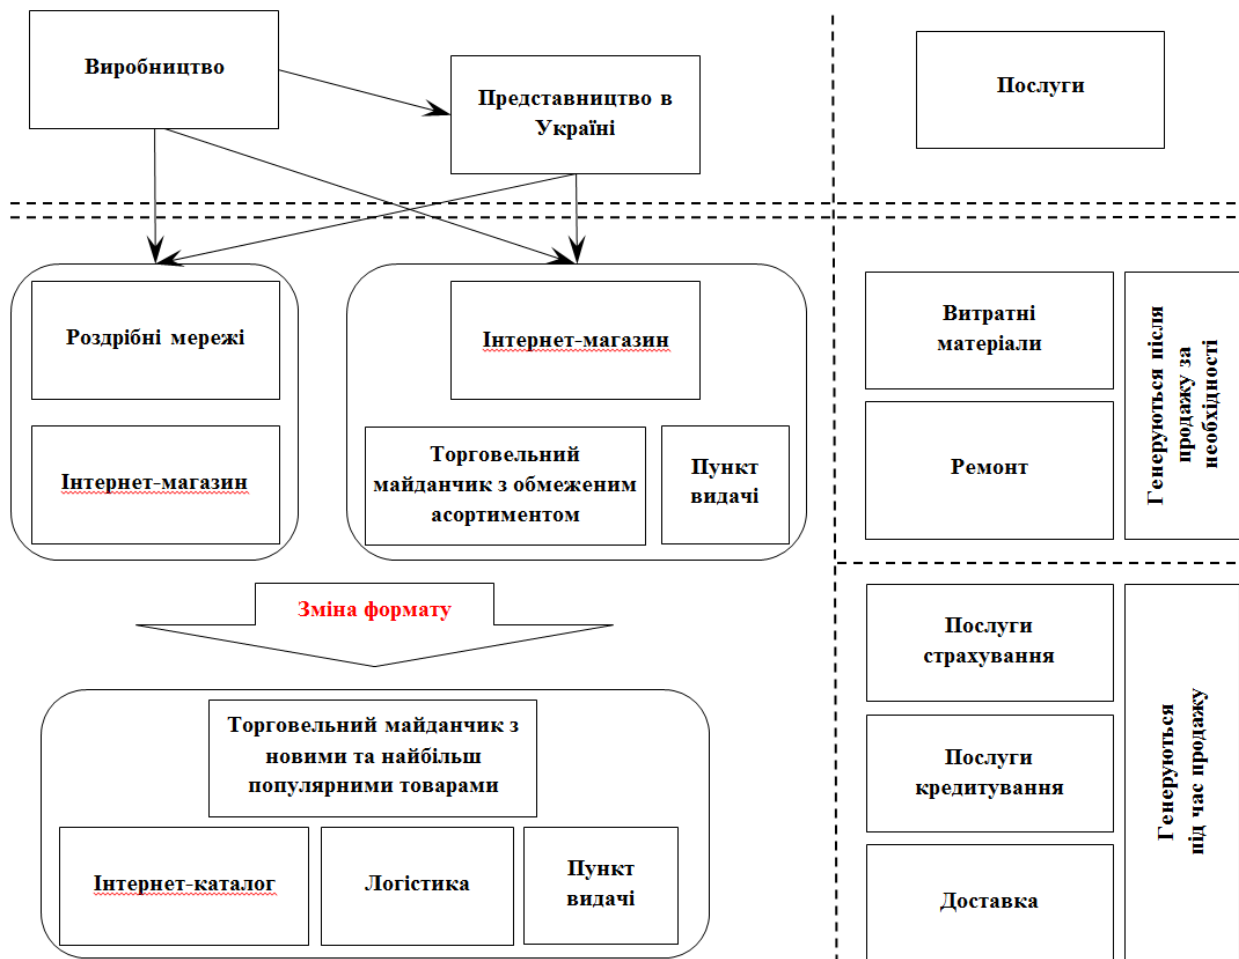 Виробництво
Представництво в
Україні
Послуги
Роздрібні мережі
Інтернет-магазин
Інтернет-магазин
Торговельний
майданчик з обмеженим
асортиментом
Пункт
видачі
Витратні
матеріали
Ремонт
Генеруються після
продажу за
необхідності
Зміна формату
Торговельний майданчик з
новими та найбільш
популярними товарами
Інтернет-каталог
Логістика
Пункт
видачі
Послуги
страхування
Послуги
кредитування
Доставка
Генеруються
під час продажу